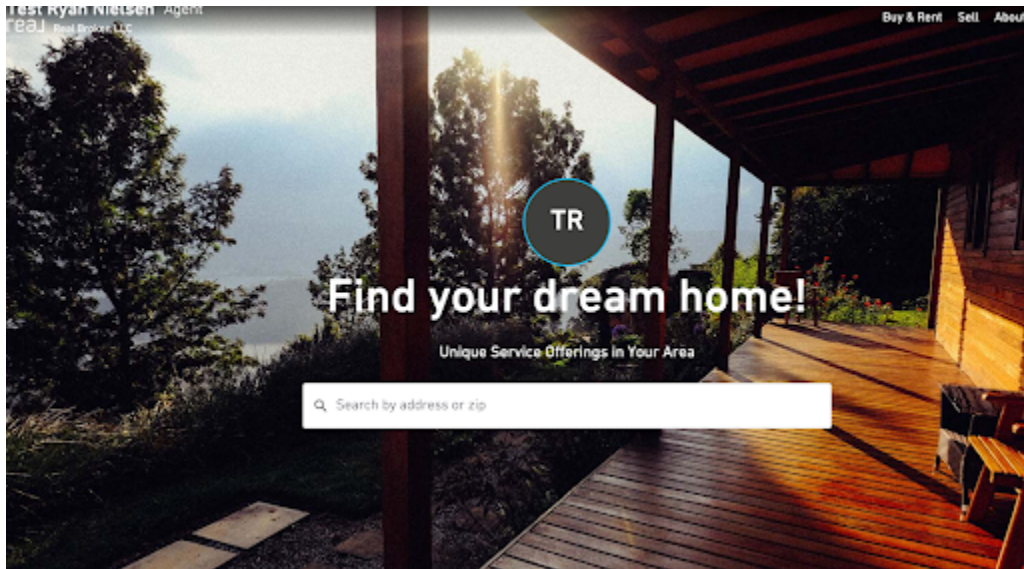 Test Ryan Nielsen Agent
real Real Broker LLC
Buy & Rent Sell About
TR
Find your dream home!
Unique Service Offerings in Your Area
Search by address or zip